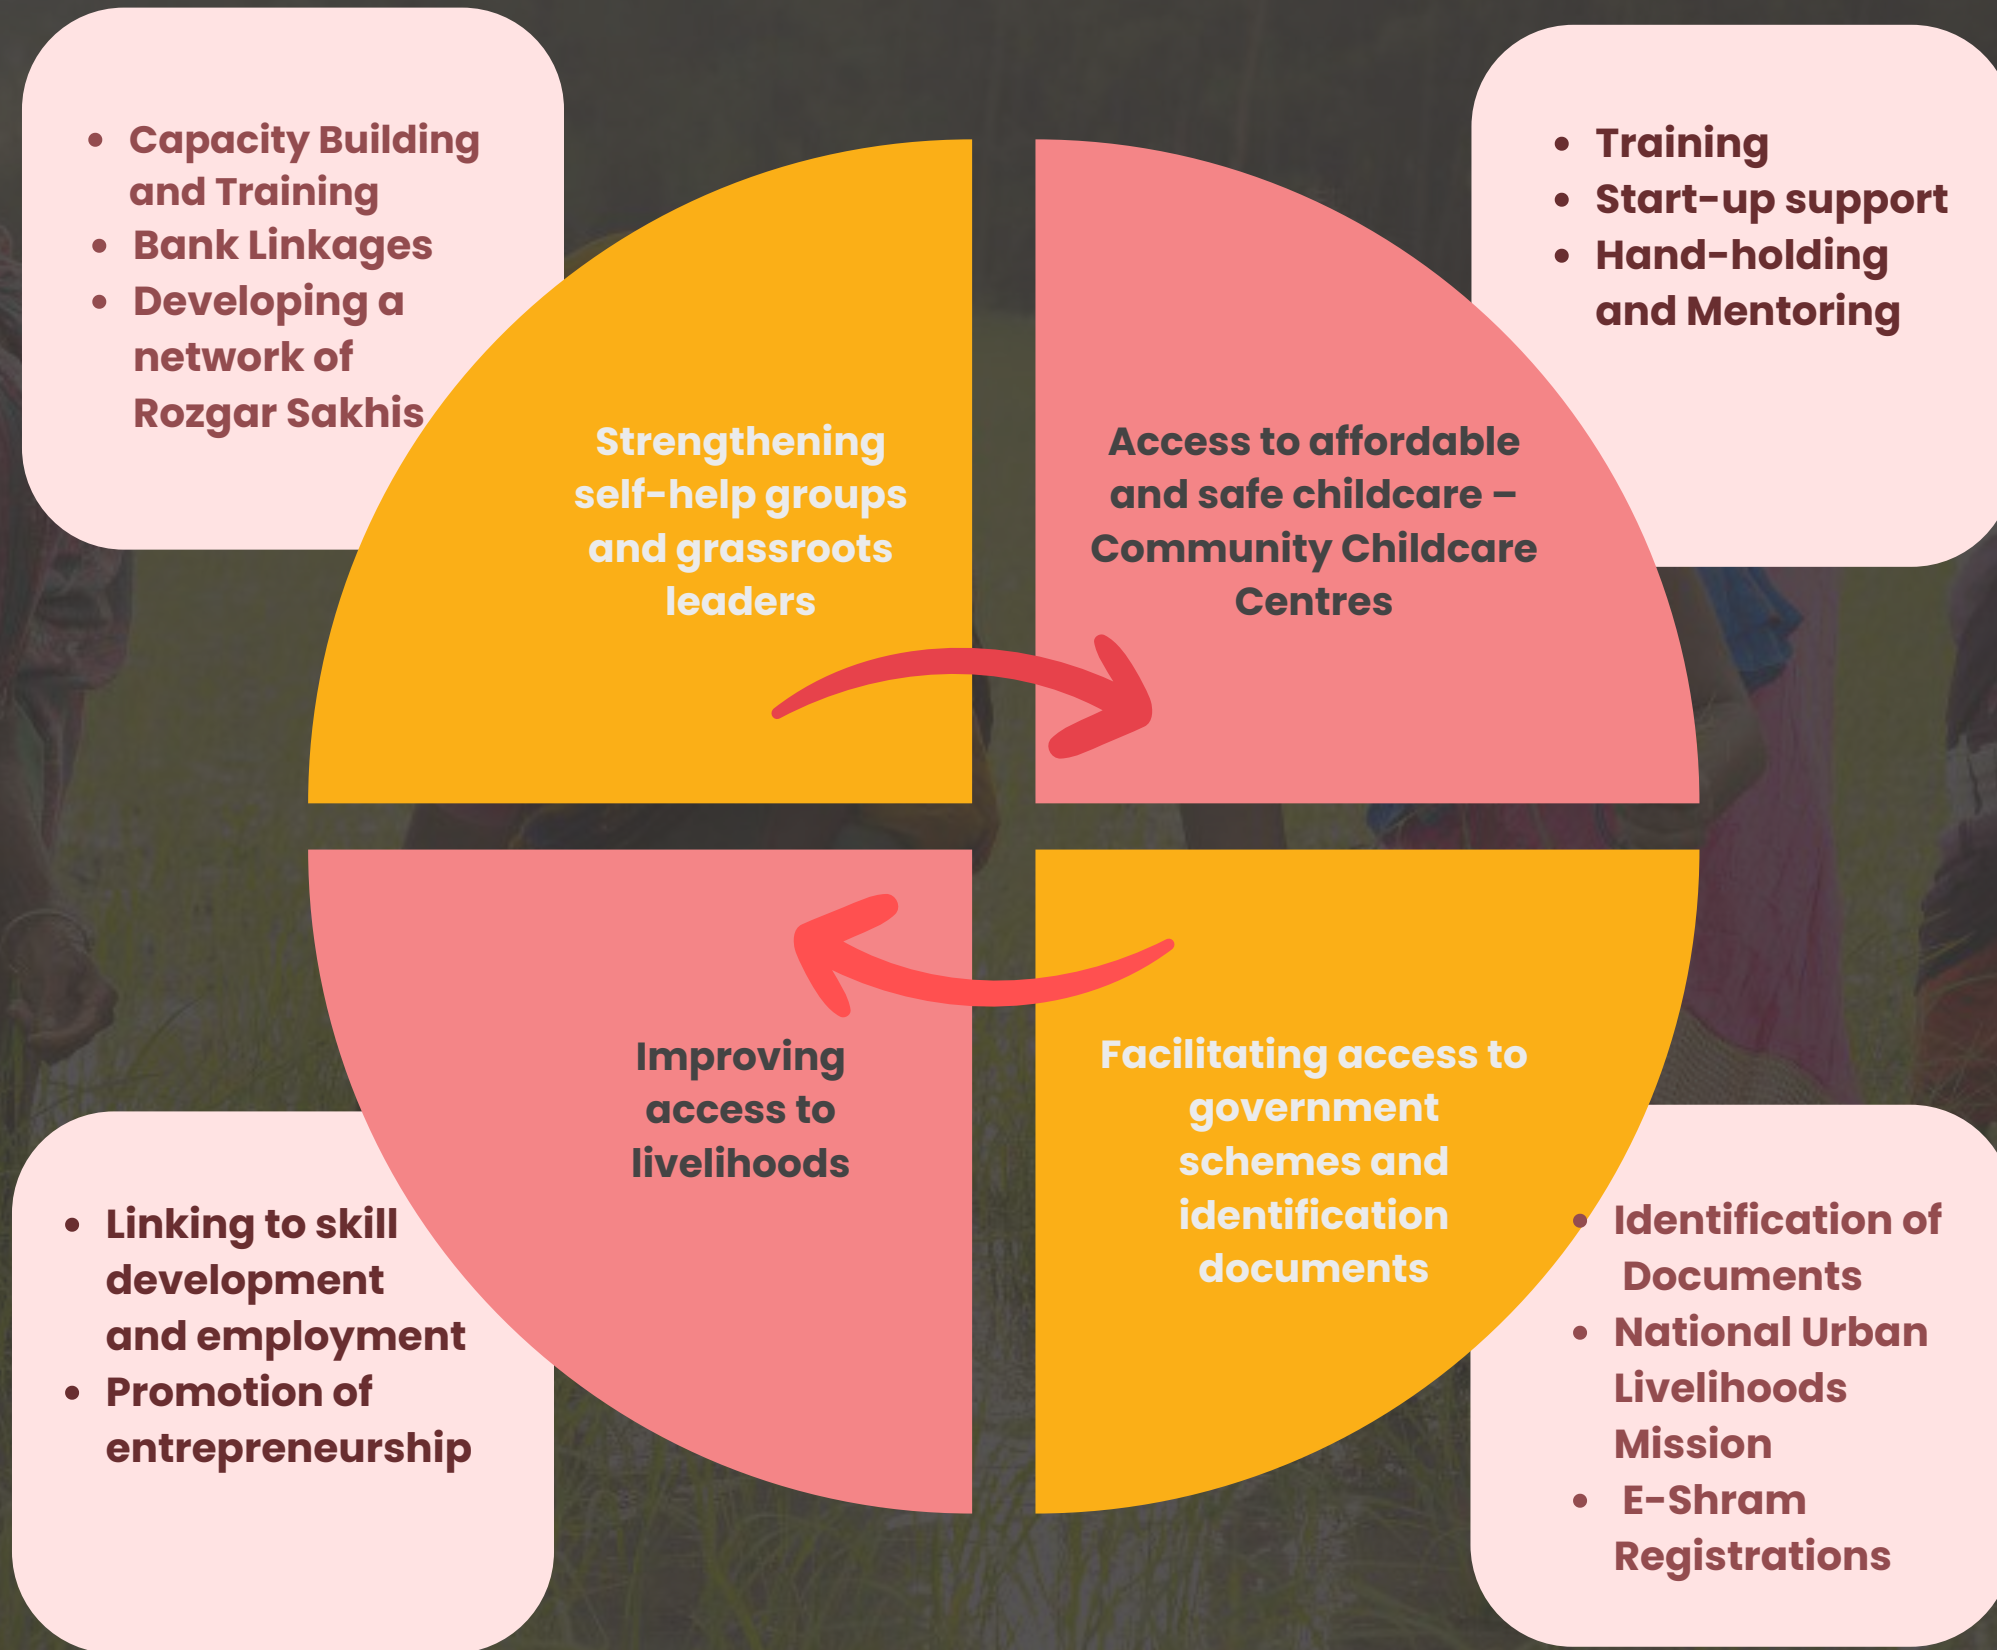 • Capacity Building
and Training
• Bank Linkages
• Developing a
network of
Rozgar Sakhis
Strengthening
self-help groups
and grassroots
leaders
Access to affordable
and safe childcare –
Community Childcare
Centres
• Training
• Start-up support
• Hand-holding
and Mentoring
• Linking to skill
development
and employment
• Promotion of
entrepreneurship
Improving
access to
livelihoods
Facilitating access to
government
schemes and
identification
documents
• Identification of
Documents
• National Urban
Livelihoods
Mission
• E-Shram
Registrations